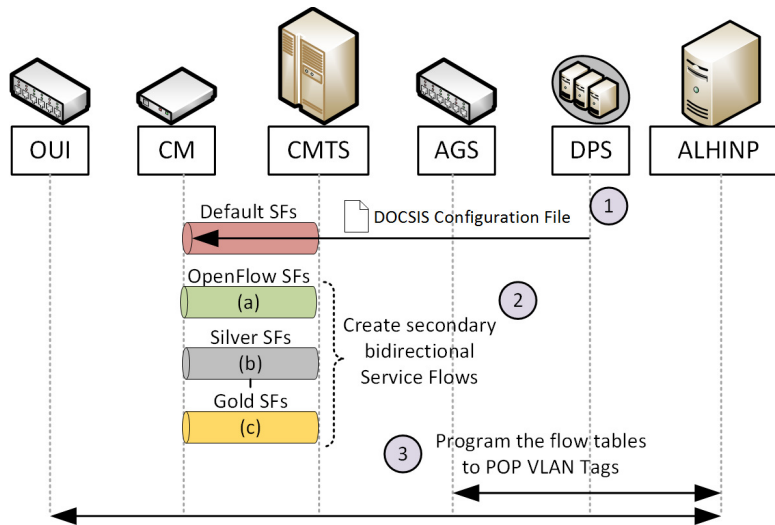 OUI
CM
CMTS
AGS
DPS
ALHINP
1
Default SFs
DOCSIS Configuration File
OpenFlow SFs
(a)
2
Silver SFs
(b)
Create secondary
bidirectional
Service Flows
Gold SFs
(c)
3
Program the flow tables
to POP VLAN Tags